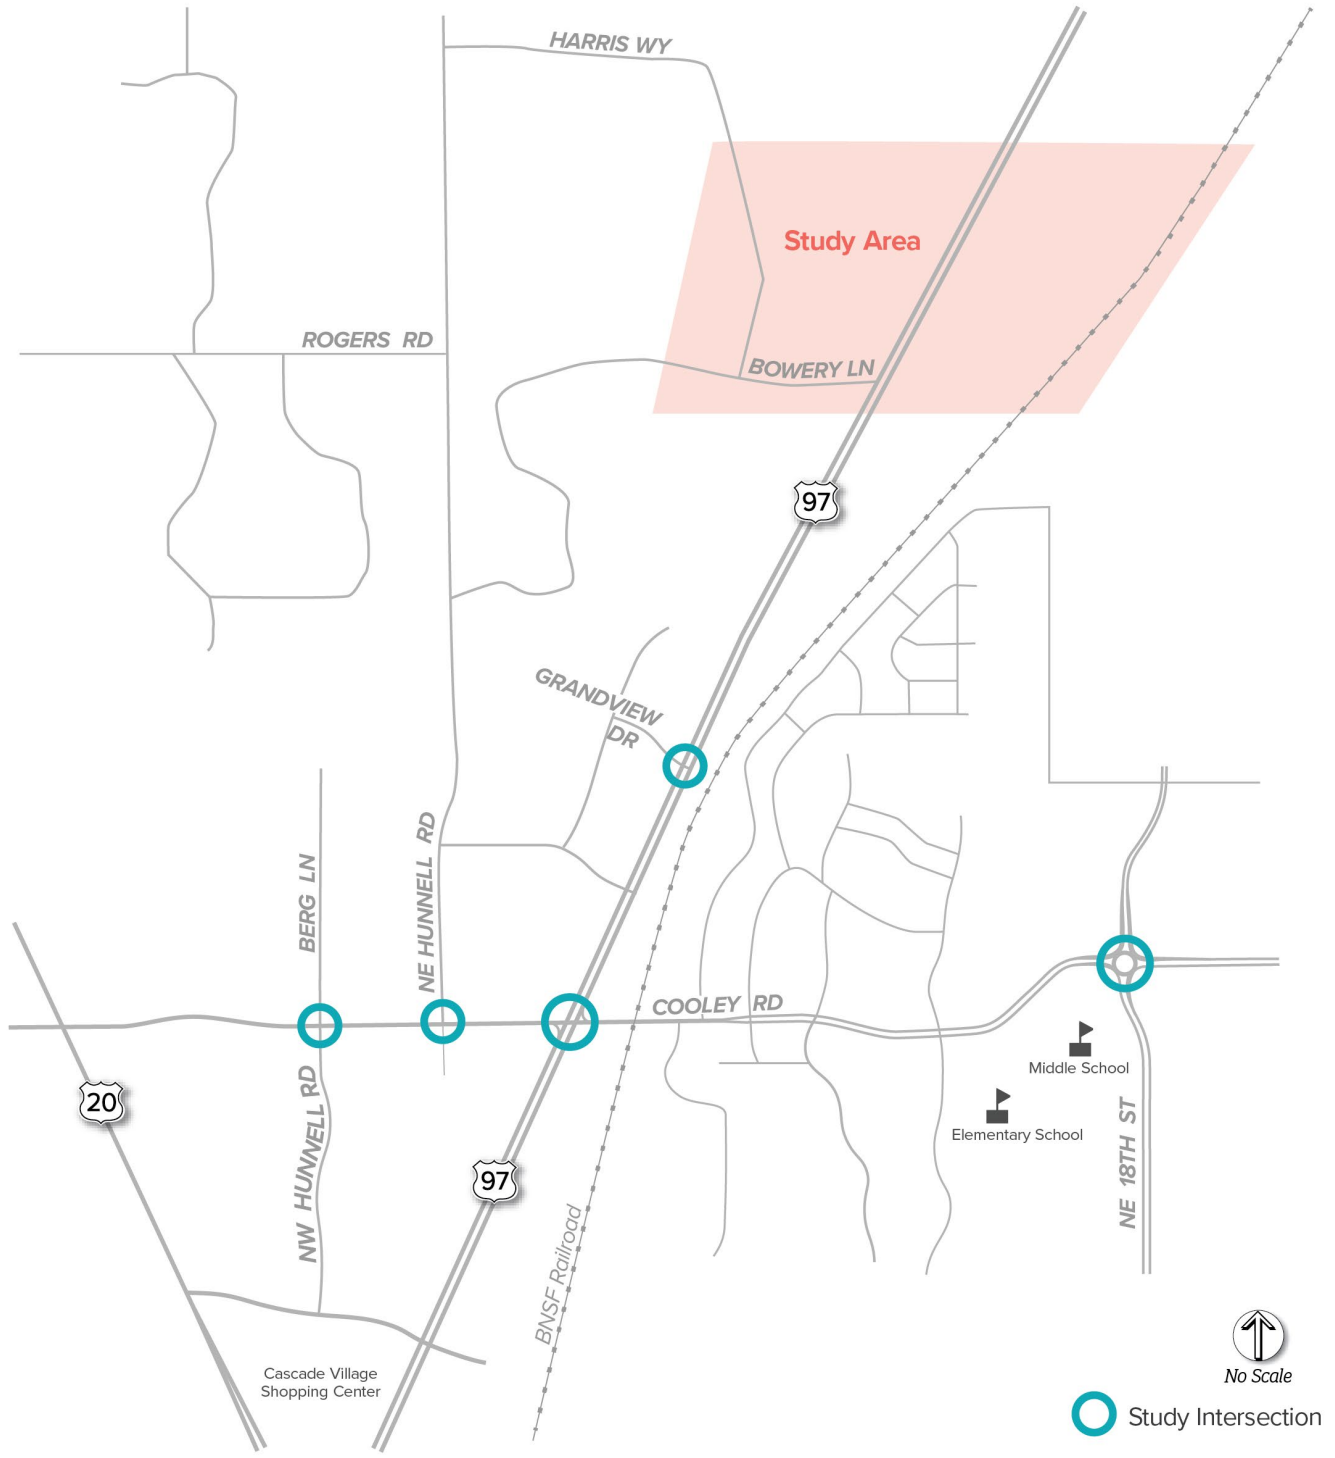 HARRIS WY
Study Area
ROGERS RD
BOWERY LN
97
GRANDVIEW
DR
NE HUNNELL RD
BERG LN
COOLEY RD
Middle School
20
Elementary School
NW HUNNELL RD
NE 18TH ST
97
BNSF Railroad
Cascade Village
Shopping Center
No Scale
Study Intersection